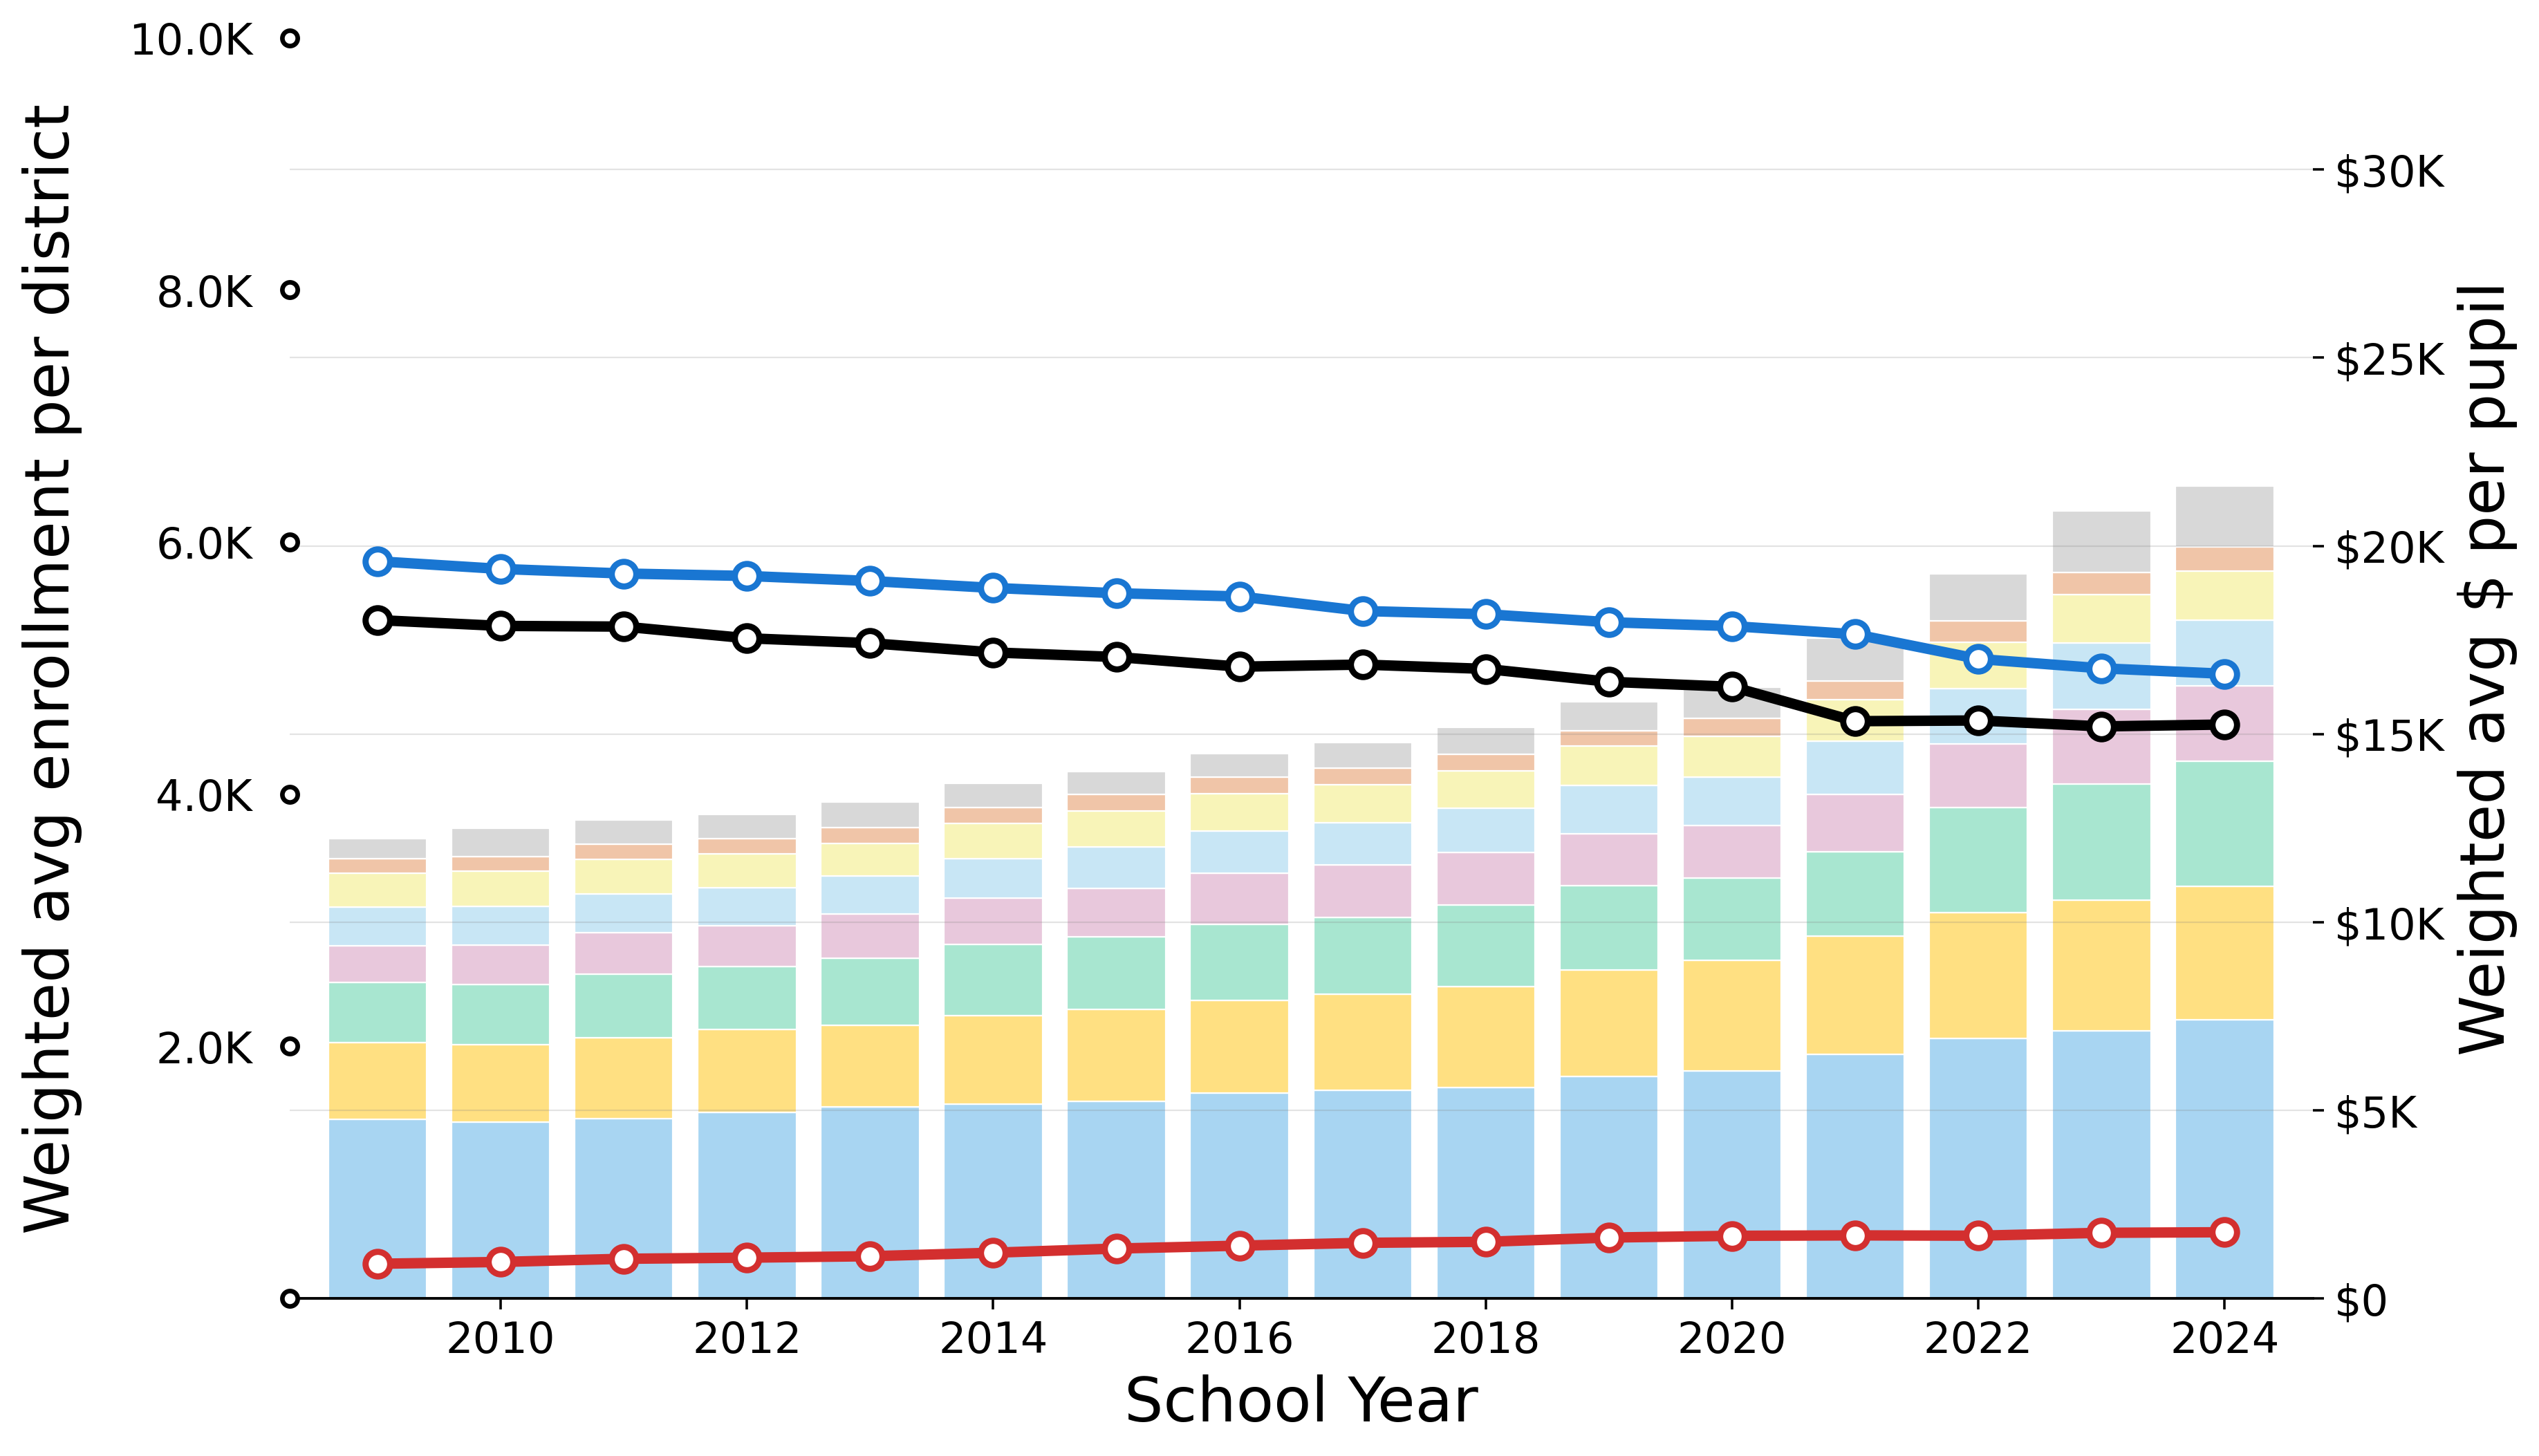 Weighted avg enrollment per district
10.0K
8.0K
6.0K
4.0K
2.0K
$30K
$25K
$20K
$15K
$10K
$5K
$0
Weighted avg $ per pupil
2010 2012 2014 2016 2018 2020 2022 2024
School Year